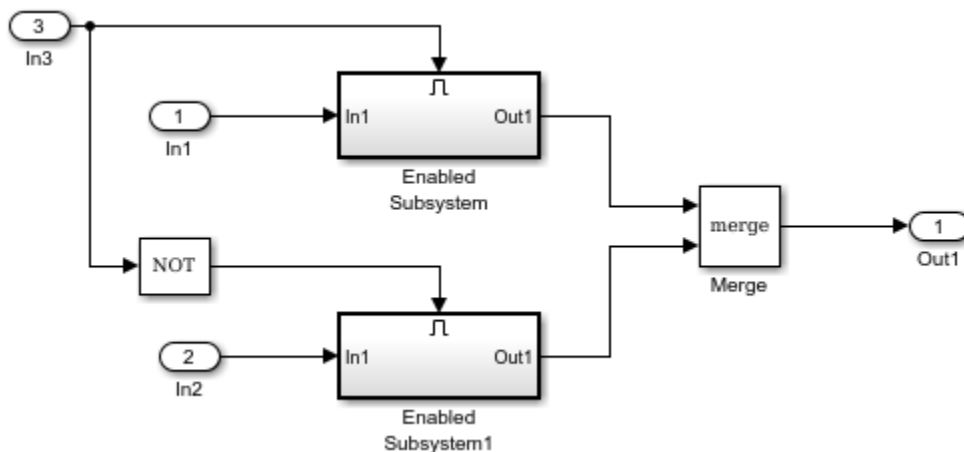 3
In3
1
In1
In1
Out1
Enabled
Subsystem
merge
Merge
1
Out1
NOT
2
In2
In1
Out1
Enabled
Subsystem1